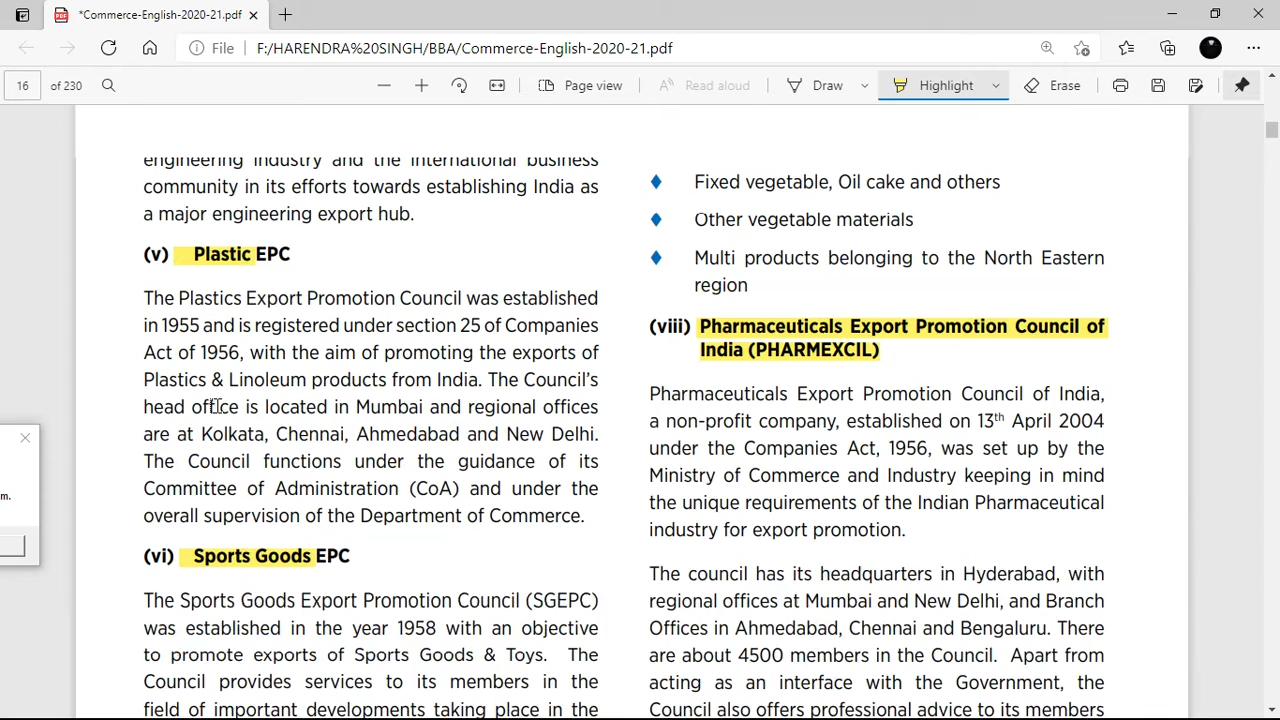 *Commerce-English-2020-21.pdf
File F:/HARENDRA%20SINGH/BBA/Commerce-English-2020-21.pdf
16 of 230 Page view Read aloud Draw Highlight Erase
engineering industry and the international business
community in its efforts towards establishing India as
a major engineering export hub.
(v) Plastic EPC
The Plastics Export Promotion Council was established
in 1955 and is registered under section 25 of Companies
Act of 1956, with the aim of promoting the exports of
Plastics & Linoleum products from India. The Council's
head office is located in Mumbai and regional offices
are at Kolkata, Chennai, Ahmedabad and New Delhi.
The Council functions under the guidance of its
Committee of Administration (CoA) and under the
overall supervision of the Department of Commerce.
(vi) Sports Goods EPC
The Sports Goods Export Promotion Council (SGEPC)
was established in the year 1958 with an objective
to promote exports of Sports Goods & Toys. The
Council provides services to its members in the
field of important developments taking place in the
Fixed vegetable, Oil cake and others
Other vegetable materials
Multi products belonging to the North Eastern
region
(viii) Pharmaceuticals Export Promotion Council of
India (PHARMEXCIL)
Pharmaceuticals Export Promotion Council of India,
a non-profit company, established on 13th April 2004
under the Companies Act, 1956, was set up by the
Ministry of Commerce and Industry keeping in mind
the unique requirements of the Indian Pharmaceutical
industry for export promotion.
The council has its headquarters in Hyderabad, with
regional offices at Mumbai and New Delhi, and Branch
Offices in Ahmedabad, Chennai and Bengaluru. There
are about 4500 members in the Council. Apart from
acting as an interface with the Government, the
Council also offers professional advice to its members
m.